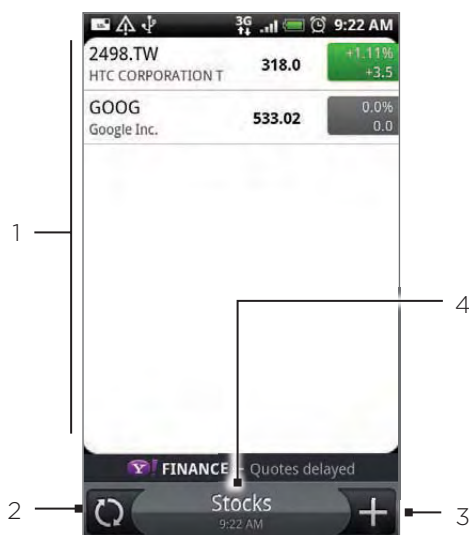 3G 9:22 AM
2498.TW 318.0 +1.11%
HTC CORPORATION T +3.5
GOOG 533.02 0.0%
Google Inc. 0.0
1
4
Y! FINANCE - Quotes delayed
2 Stocks 3
9:22 AM